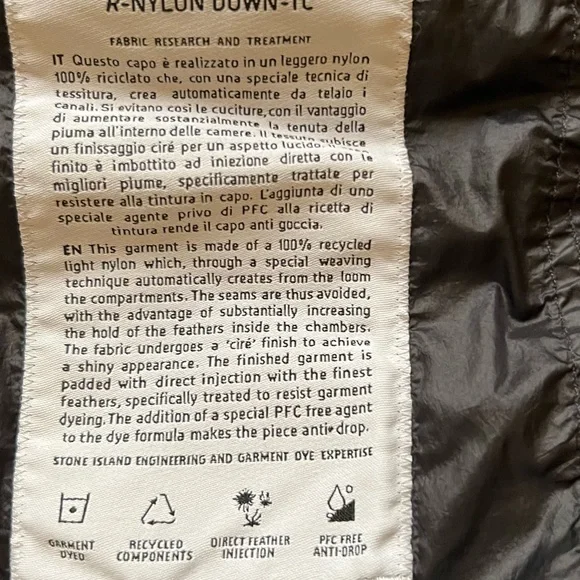 R-NYLON DOWN-TC
FABRIC RESEARCH AND TREATMENT
IT Questo capo è realizzato in un leggero nylon
100% riciclato che, con una speciale tecnica di
tessitura, crea automaticamente da telaio i
canali. Si evitano così le cuciture, con il vantaggio
di aumentare sostanzialmente la tenuta della
piuma all'interno delle camere. Il tessuto subisce
un finissaggio ciré per un aspetto lucido.
finito è imbottito ad iniezione diretta con le
migliori piume, specificamente trattate per
resistere alla tintura in capo. L'aggiunta di uno
speciale agente privo di PFC alla ricetta di
tintura rende il capo anti goccia.
EN This garment is made of a 100% recycled
light nylon which, through a special weaving
technique automatically creates from the loom
the compartments. The seams are thus avoided,
with the advantage of substantially increasing
the hold of the feathers inside the chambers.
The fabric undergoes a 'ciré' finish to achieve
a shiny appearance. The finished garment is
padded with direct injection with the finest
feathers, specifically treated to resist garment
dyeing. The addition of a special PFC free agent
to the dye formula makes the piece anti-drop.
STONE ISLAND ENGINEERING AND GARMENT DYE EXPERTISE
GARMENT DYED
RECYCLED COMPONENTS
DIRECT FEATHER INJECTION
PFC FREE ANTI-DROP